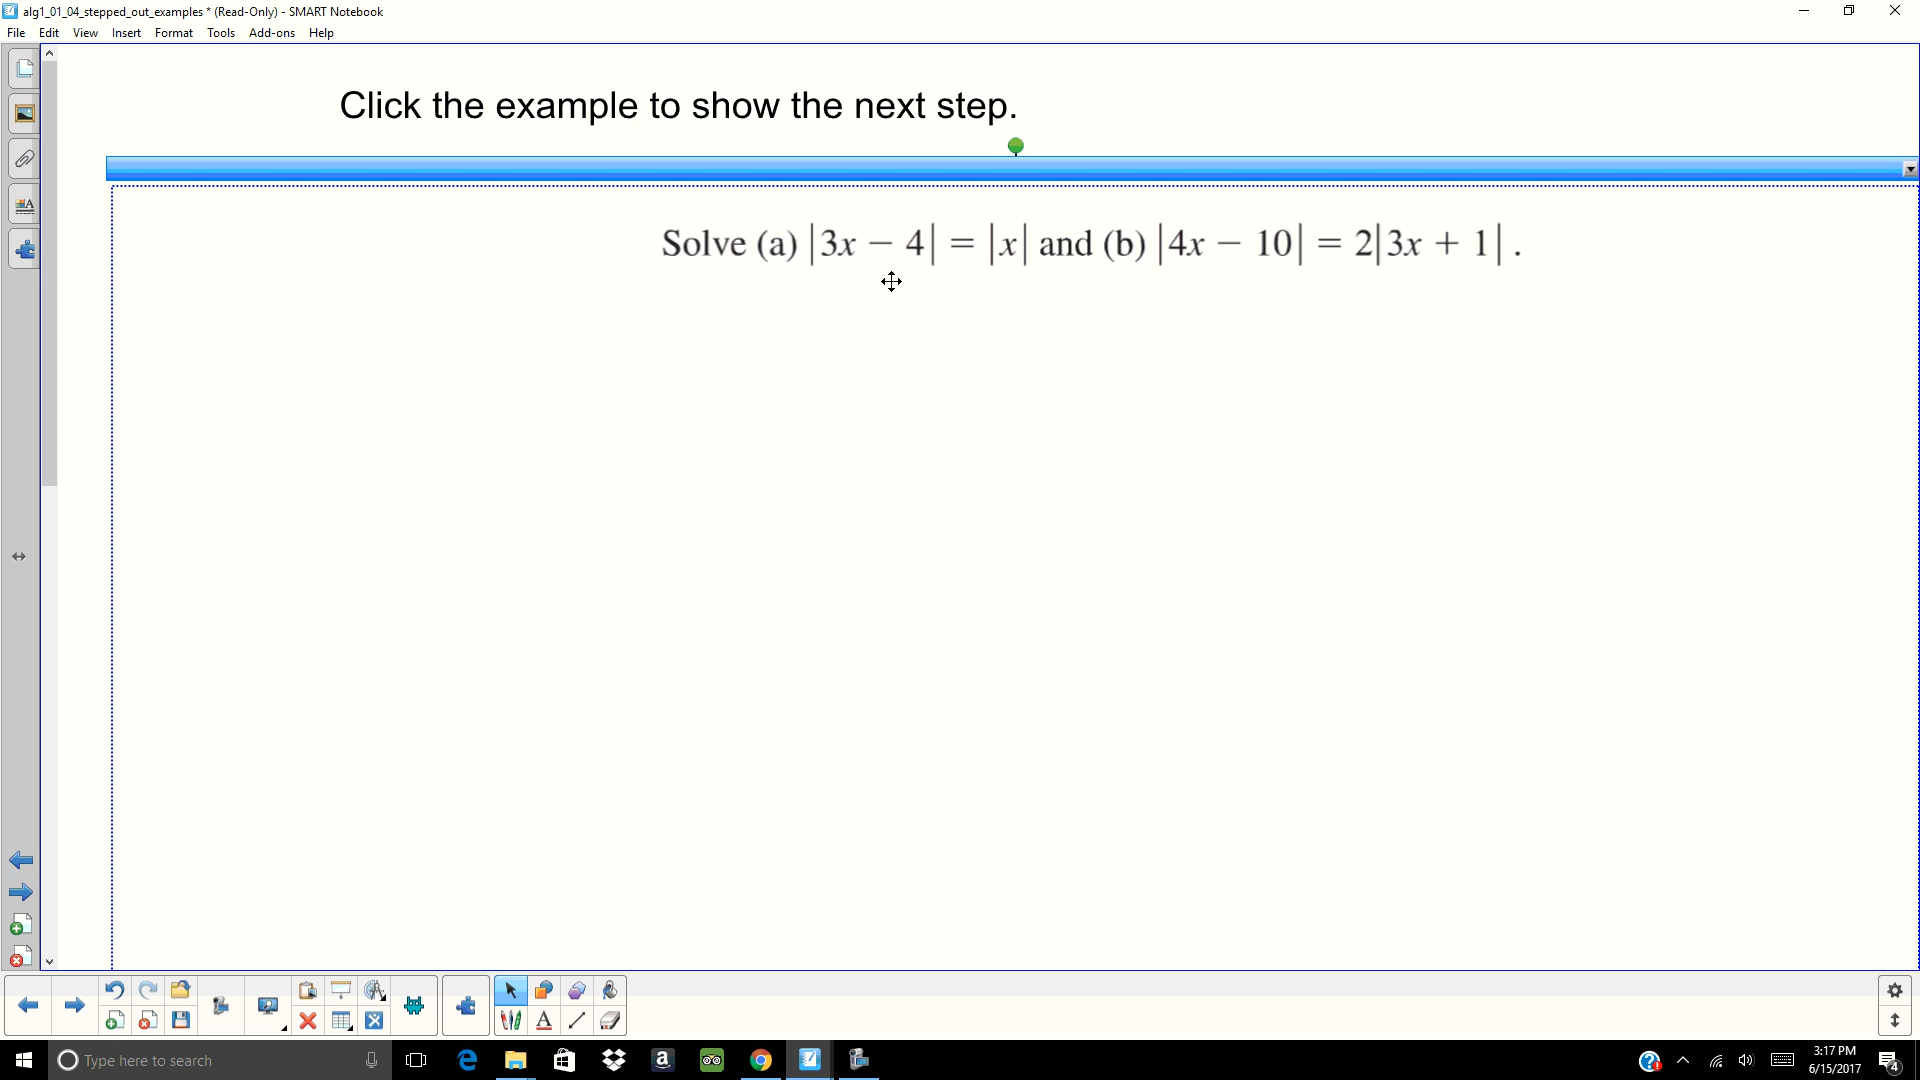 alg1_01_04_stepped_out_examples * (Read-Only) - SMART Notebook
File Edit View Insert Format Tools Add-ons Help
Click the example to show the next step.
Solve (a) |3x − 4| = |x| and (b) |4x − 10| = 2|3x + 1| .
Type here to search
3:17 PM
6/15/2017
4